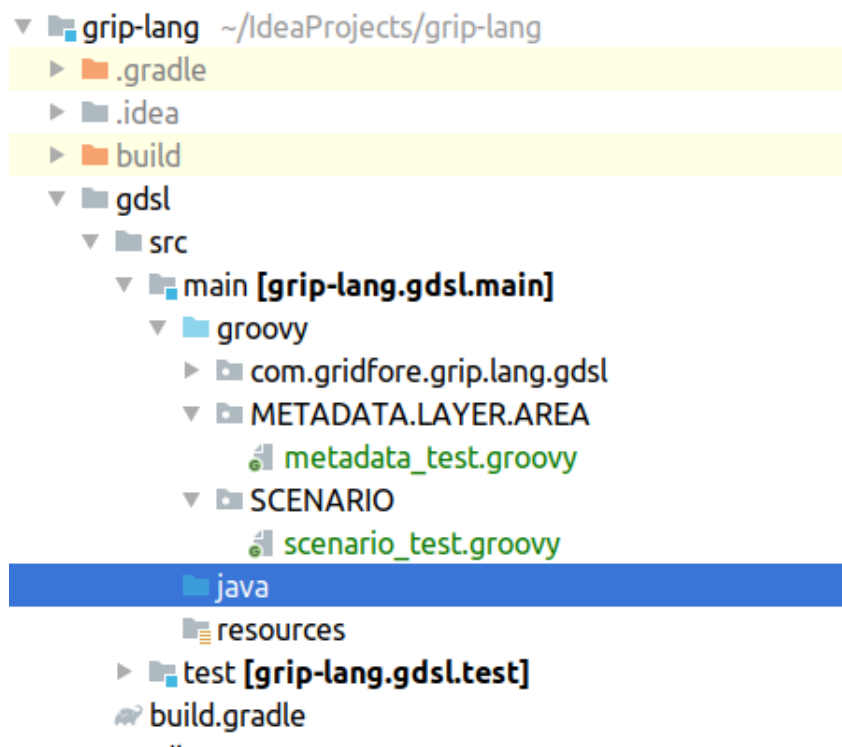 grip-lang ~/IdeaProjects/grip-lang
.gradle
.idea
build
gdsl
src
main [grip-lang.gdsl.main]
groovy
com.gridfore.grip.lang.gdsl
METADATA.LAYER.AREA
metadata_test.groovy
SCENARIO
scenario_test.groovy
java
resources
test [grip-lang.gdsl.test]
build.gradle